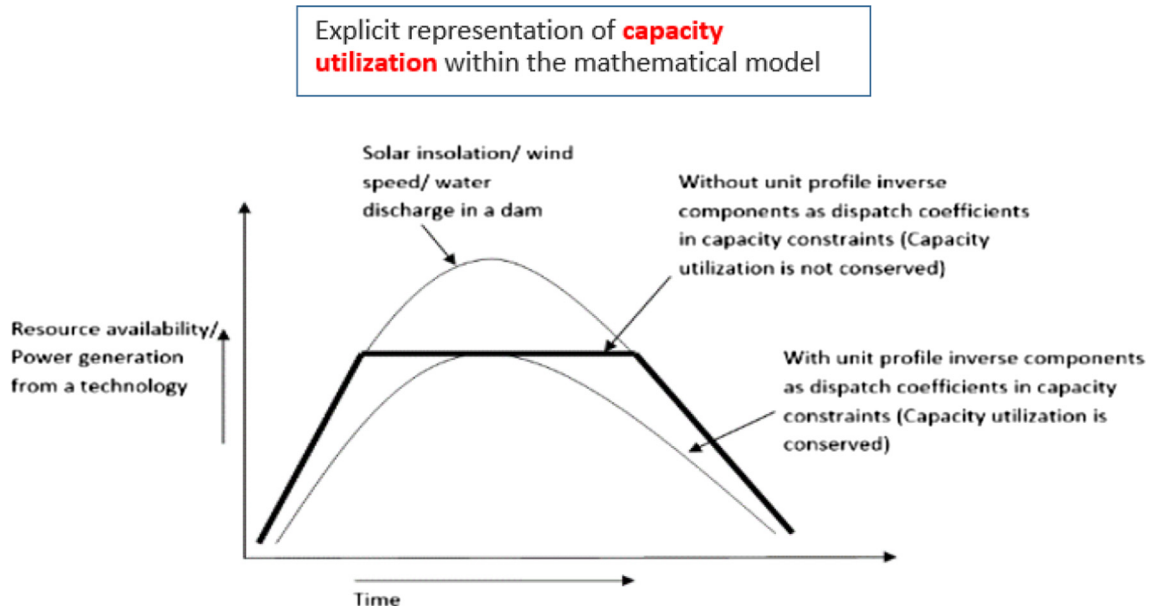 Explicit representation of capacity
utilization within the mathematical model
Solar insolation/ wind
speed/ water
discharge in a dam
Without unit profile inverse
components as dispatch coefficients
in capacity constraints (Capacity
utilization is not conserved)
Resource availability/
Power generation
from a technology
With unit profile inverse components
as dispatch coefficients in capacity
constraints (Capacity utilization is
conserved)
Time